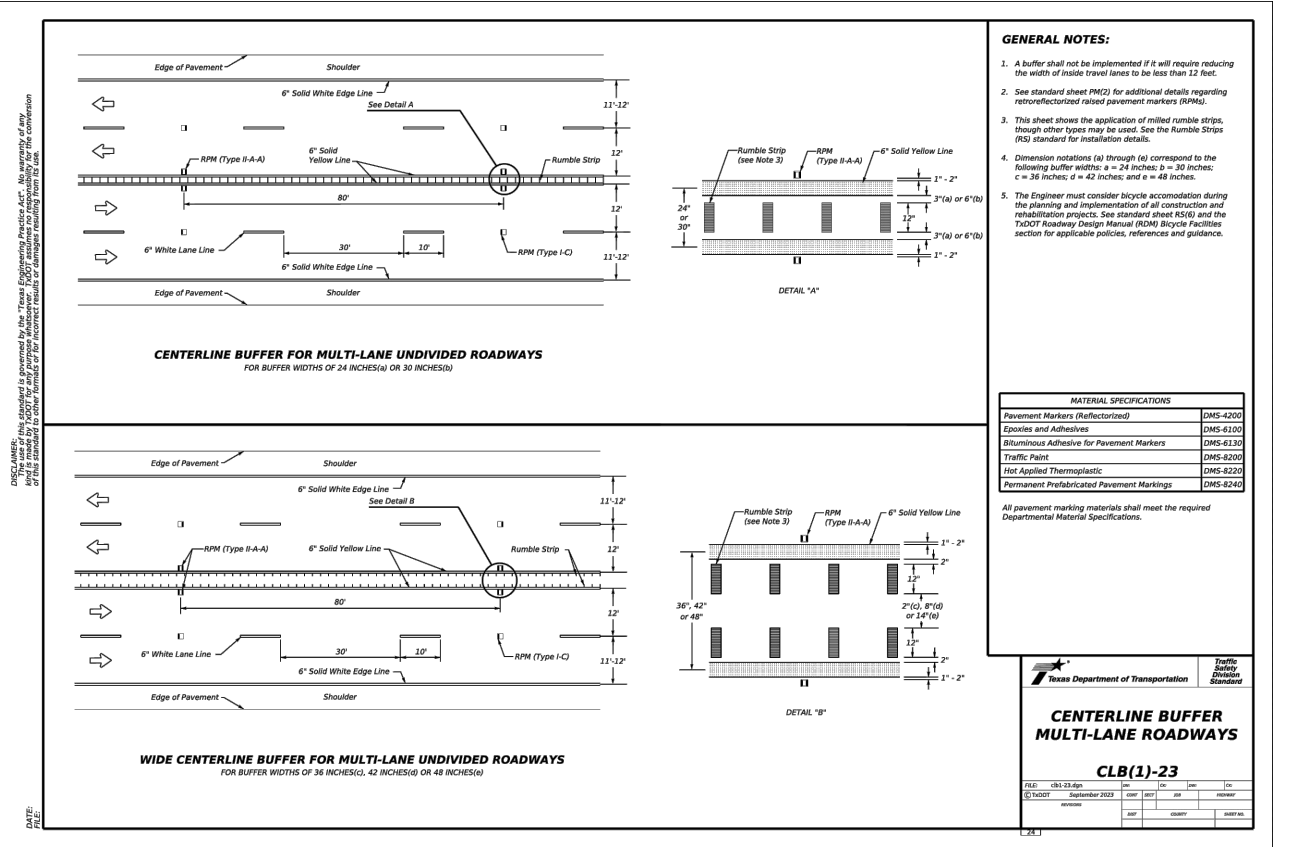 DISCLAIMER:
The use of this standard is governed by the "Texas Engineering Practice Act". No warranty of any
kind is made by TxDOT for any purpose whatsoever. TxDOT assumes no responsibility for the conversion
of this standard to other formats or for incorrect results or damages resulting from its use.
DATE:
FILE:
Edge of Pavement
Shoulder
6" Solid White Edge Line
See Detail A
11'-12'
RPM (Type II-A-A)
6" Solid
Yellow Line
12'
Rumble Strip
80'
12'
6" White Lane Line
30'
10'
RPM (Type I-C)
11'-12'
6" Solid White Edge Line
Edge of Pavement
Shoulder
Rumble Strip
(see Note 3)
RPM
(Type II-A-A)
6" Solid Yellow Line
1" - 2"
3"(a) or 6"(b)
24"
or
30"
12"
3"(a) or 6"(b)
1" - 2"
DETAIL "A"
CENTERLINE BUFFER FOR MULTI-LANE UNDIVIDED ROADWAYS
FOR BUFFER WIDTHS OF 24 INCHES(a) OR 30 INCHES(b)
Edge of Pavement
Shoulder
6" Solid White Edge Line
See Detail B
11'-12'
RPM (Type II-A-A)
6" Solid Yellow Line
Rumble Strip
12'
80'
12'
6" White Lane Line
30'
10'
RPM (Type I-C)
11'-12'
6" Solid White Edge Line
Edge of Pavement
Shoulder
Rumble Strip
(see Note 3)
RPM
(Type II-A-A)
6" Solid Yellow Line
1" - 2"
2"
12"
36", 42"
or 48"
2"(c), 8"(d)
or 14"(e)
12"
2"
1" - 2"
DETAIL "B"
WIDE CENTERLINE BUFFER FOR MULTI-LANE UNDIVIDED ROADWAYS
FOR BUFFER WIDTHS OF 36 INCHES(c), 42 INCHES(d) OR 48 INCHES(e)
GENERAL NOTES:
1. A buffer shall not be implemented if it will require reducing
the width of inside travel lanes to be less than 12 feet.
2. See standard sheet PM(2) for additional details regarding
retroreflectorized raised pavement markers (RPMs).
3. This sheet shows the application of milled rumble strips,
though other types may be used. See the Rumble Strips
(RS) standard for installation details.
4. Dimension notations (a) through (e) correspond to the
following buffer widths: a = 24 inches; b = 30 inches;
c = 36 inches; d = 42 inches; and e = 48 inches.
5. The Engineer must consider bicycle accomodation during
the planning and implementation of all construction and
rehabilitation projects. See standard sheet RS(6) and the
TxDOT Roadway Design Manual (RDM) Bicycle Facilities
section for applicable policies, references and guidance.
MATERIAL SPECIFICATIONS
Pavement Markers (Reflectorized) DMS-4200
Epoxies and Adhesives DMS-6100
Bituminous Adhesive for Pavement Markers DMS-6130
Traffic Paint DMS-8200
Hot Applied Thermoplastic DMS-8220
Permanent Prefabricated Pavement Markings DMS-8240
All pavement marking materials shall meet the required
Departmental Material Specifications.
Texas Department of Transportation
Traffic
Safety
Division
Standard
CENTERLINE BUFFER
MULTI-LANE ROADWAYS
CLB(1)-23
FILE: clb1-23.dgn DN: CK: DW: CK:
© TxDOT September 2023 CONT SECT JOB HIGHWAY
REVISIONS
DIST COUNTY SHEET NO.
24